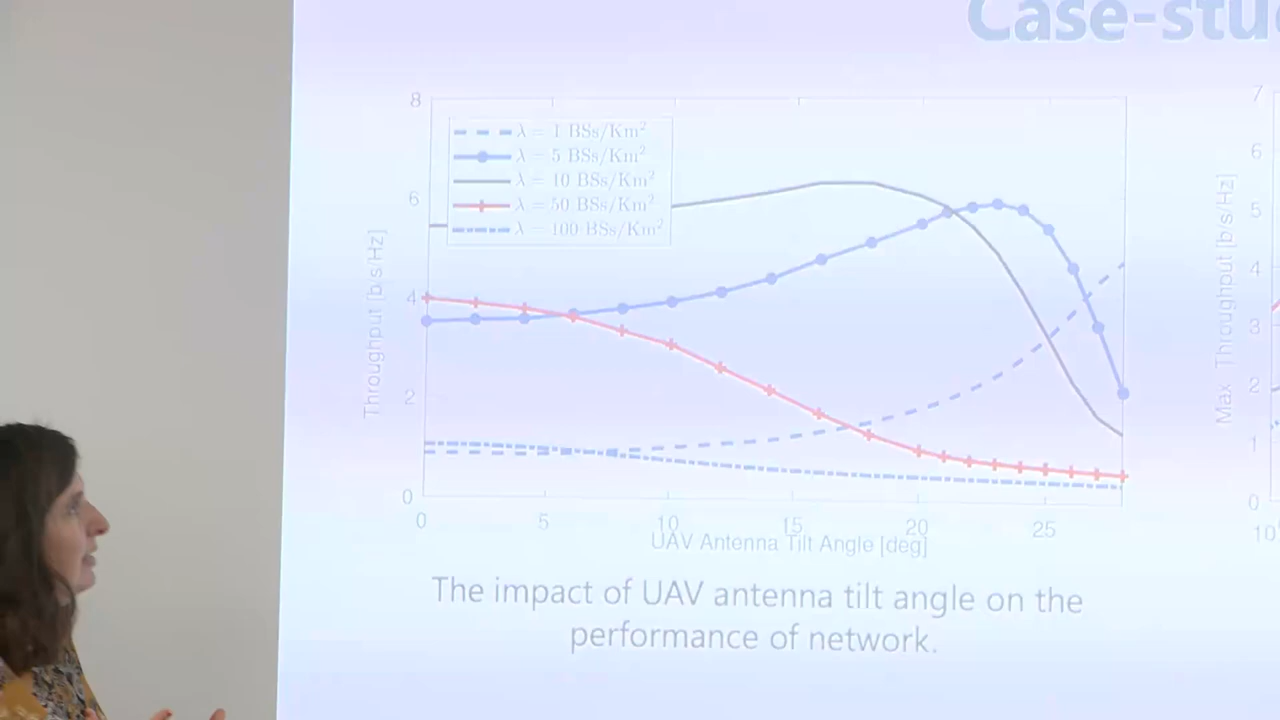 Case-stu
8
6
4
2
0
Throughput [b/s/Hz]
λ = 1 BSs/Km²
λ = 5 BSs/Km²
λ = 10 BSs/Km²
λ = 50 BSs/Km²
λ = 100 BSs/Km²
0 5 10 15 20 25
UAV Antenna Tilt Angle [deg]
The impact of UAV antenna tilt angle on the
performance of network.
7
6
5
4
3
2
1
0
Max Throughput [b/s/Hz]
10